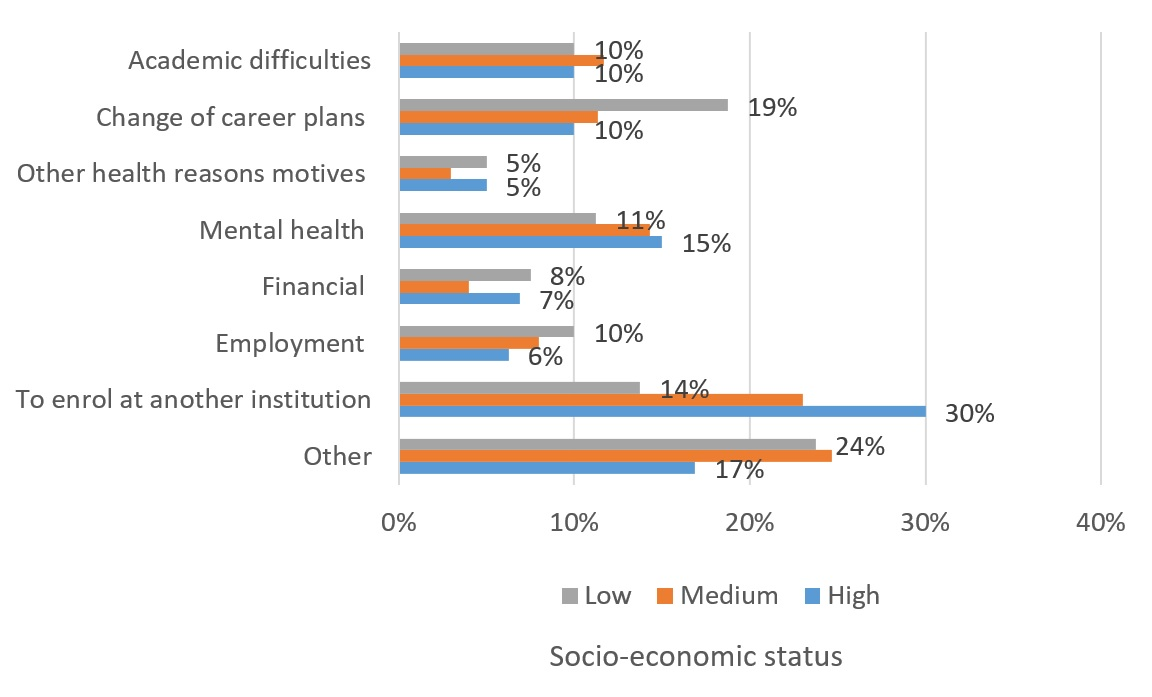 Academic difficulties
10%
10%
Change of career plans
19%
10%
Other health reasons motives
5%
5%
Mental health
11%
15%
Financial
8%
7%
Employment
10%
6%
To enrol at another institution
14%
30%
Other
24%
17%
0% 10% 20% 30% 40%
Low Medium High
Socio-economic status